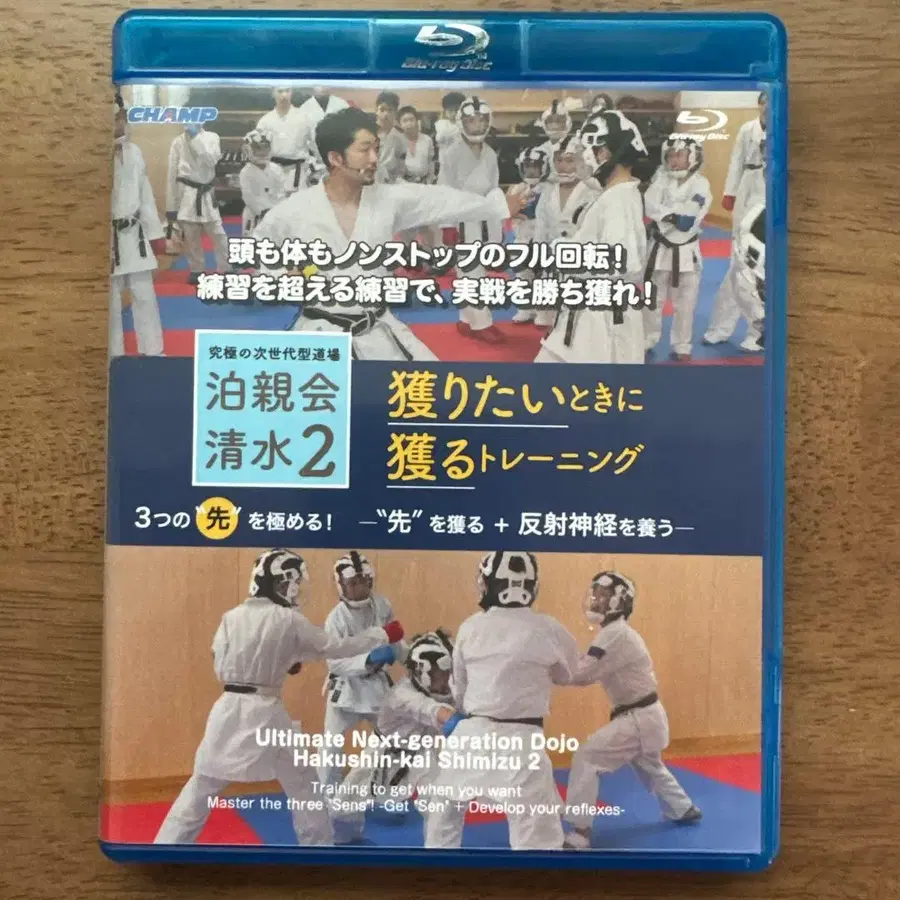 Blu-ray Disc
CHAMP
Blu-ray Disc
頭も体もノンストップのフル回転!
練習を超える練習で、実戦を勝ち獲れ!
究極の次世代型道場
泊親会
清水2
獲りたいときに
獲るトレーニング
3つの“先”を極める! ―“先”を獲る + 反射神経を養う―
Ultimate Next-generation Dojo
Hakushin-kai Shimizu 2
Training to get when you want
Master the three "Sens"! -Get "Sen" + Develop your reflexes-